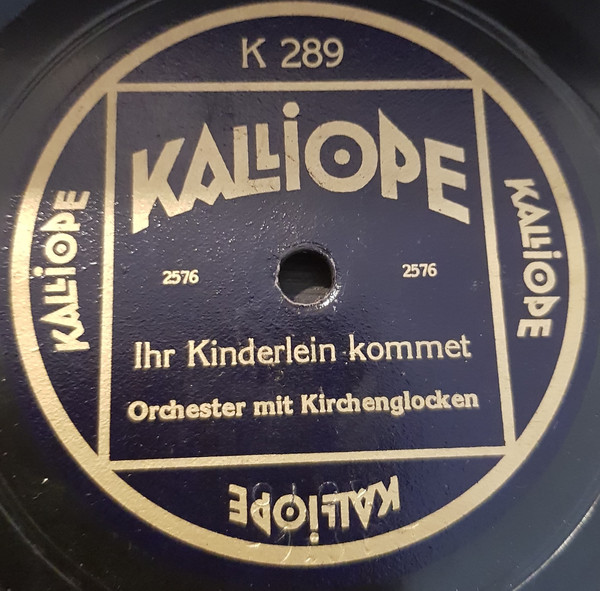 K 289
KALLIOPE
KALLIOPE
KALLIOPE
2576
2576
Ihr Kinderlein kommet
Orchester mit Kirchenglocken
KALLIOPE